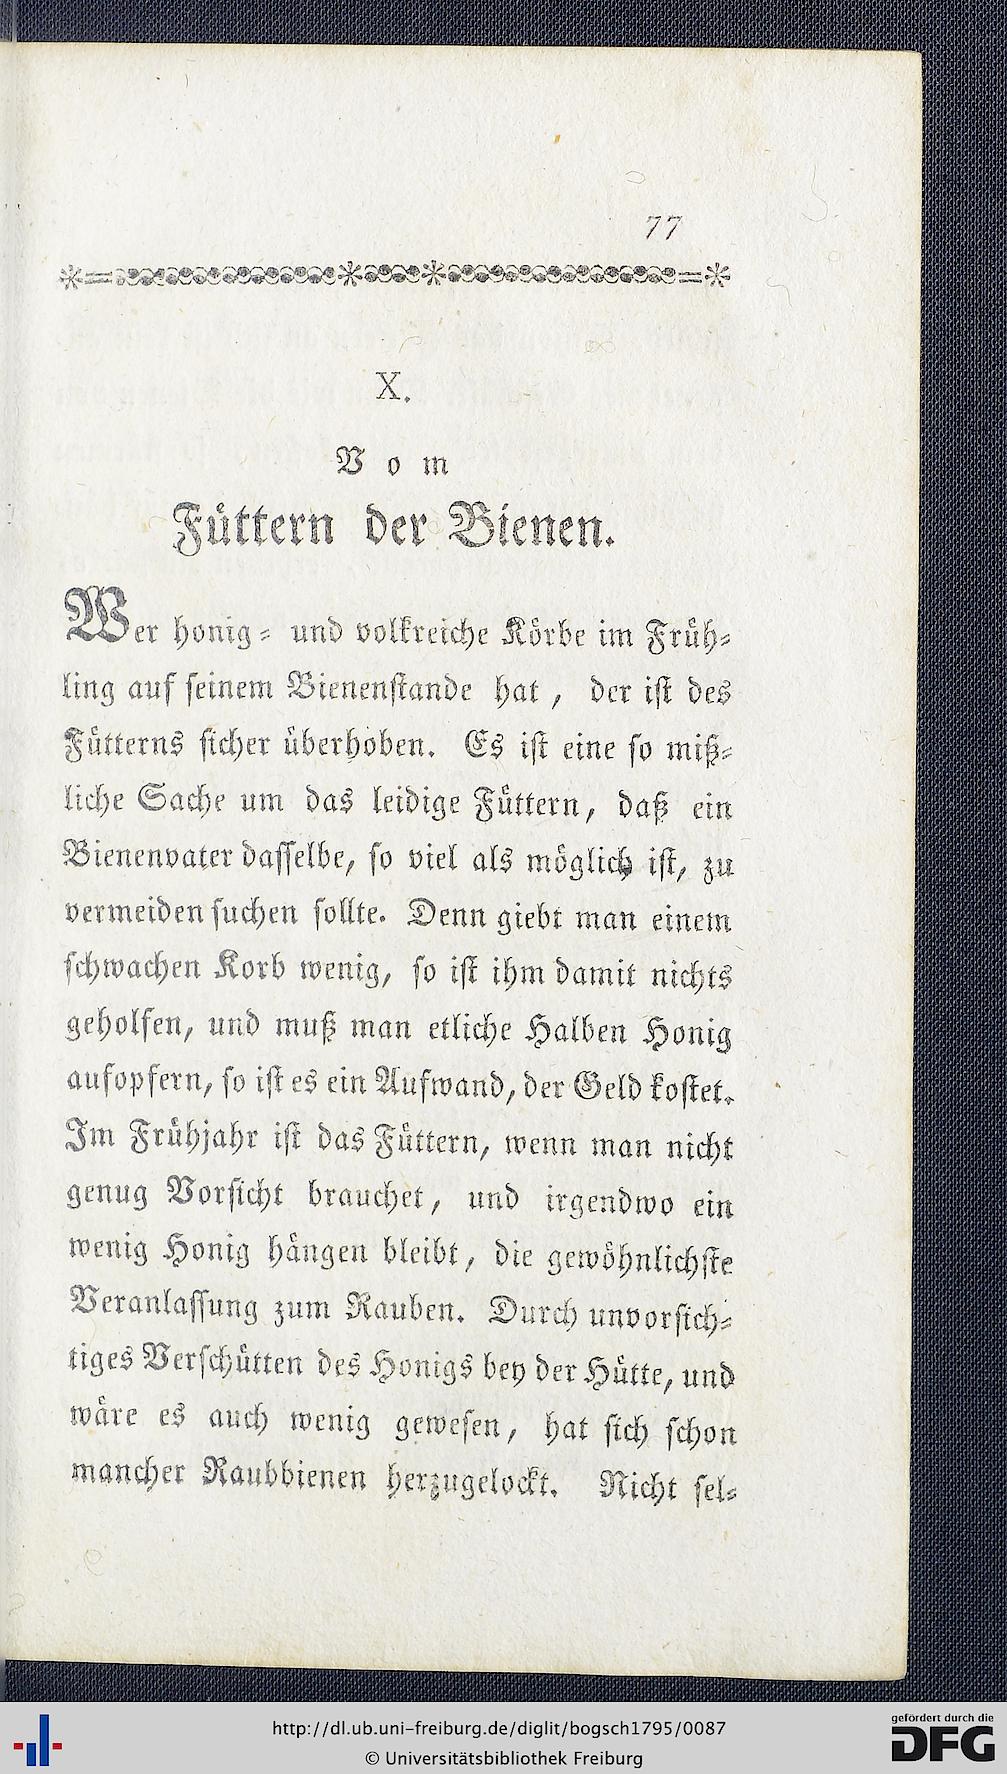 77
X.
Vom
Füttern der Bienen.
Wer honig- und volkreiche Körbe im Früh-
ling auf seinem Bienenstande hat, der ist des
Fütterns sicher überhoben. Es ist eine so miß-
liche Sache um das leidige Füttern, daß ein
Bienenvater dasselbe, so viel als möglich ist, zu
vermeiden suchen sollte. Denn giebt man einem
schwachen Korb wenig, so ist ihm damit nichts
geholfen, und muß man etliche Halben Honig
aufopfern, so ist es ein Aufwand, der Geld kostet.
Im Frühjahr ist das Füttern, wenn man nicht
genug Vorsicht brauchet, und irgendwo ein
wenig Honig hängen bleibt, die gewöhnlichste
Veranlassung zum Rauben. Durch unvorsich-
tiges Verschütten des Honigs bey der Hütte, und
wäre es auch wenig gewesen, hat sich schon
mancher Raubbienen herzugelockt. Nicht sel-
http://dl.ub.uni-freiburg.de/diglit/bogsch1795/0087
© Universitätsbibliothek Freiburg
gefördert durch die
DFG